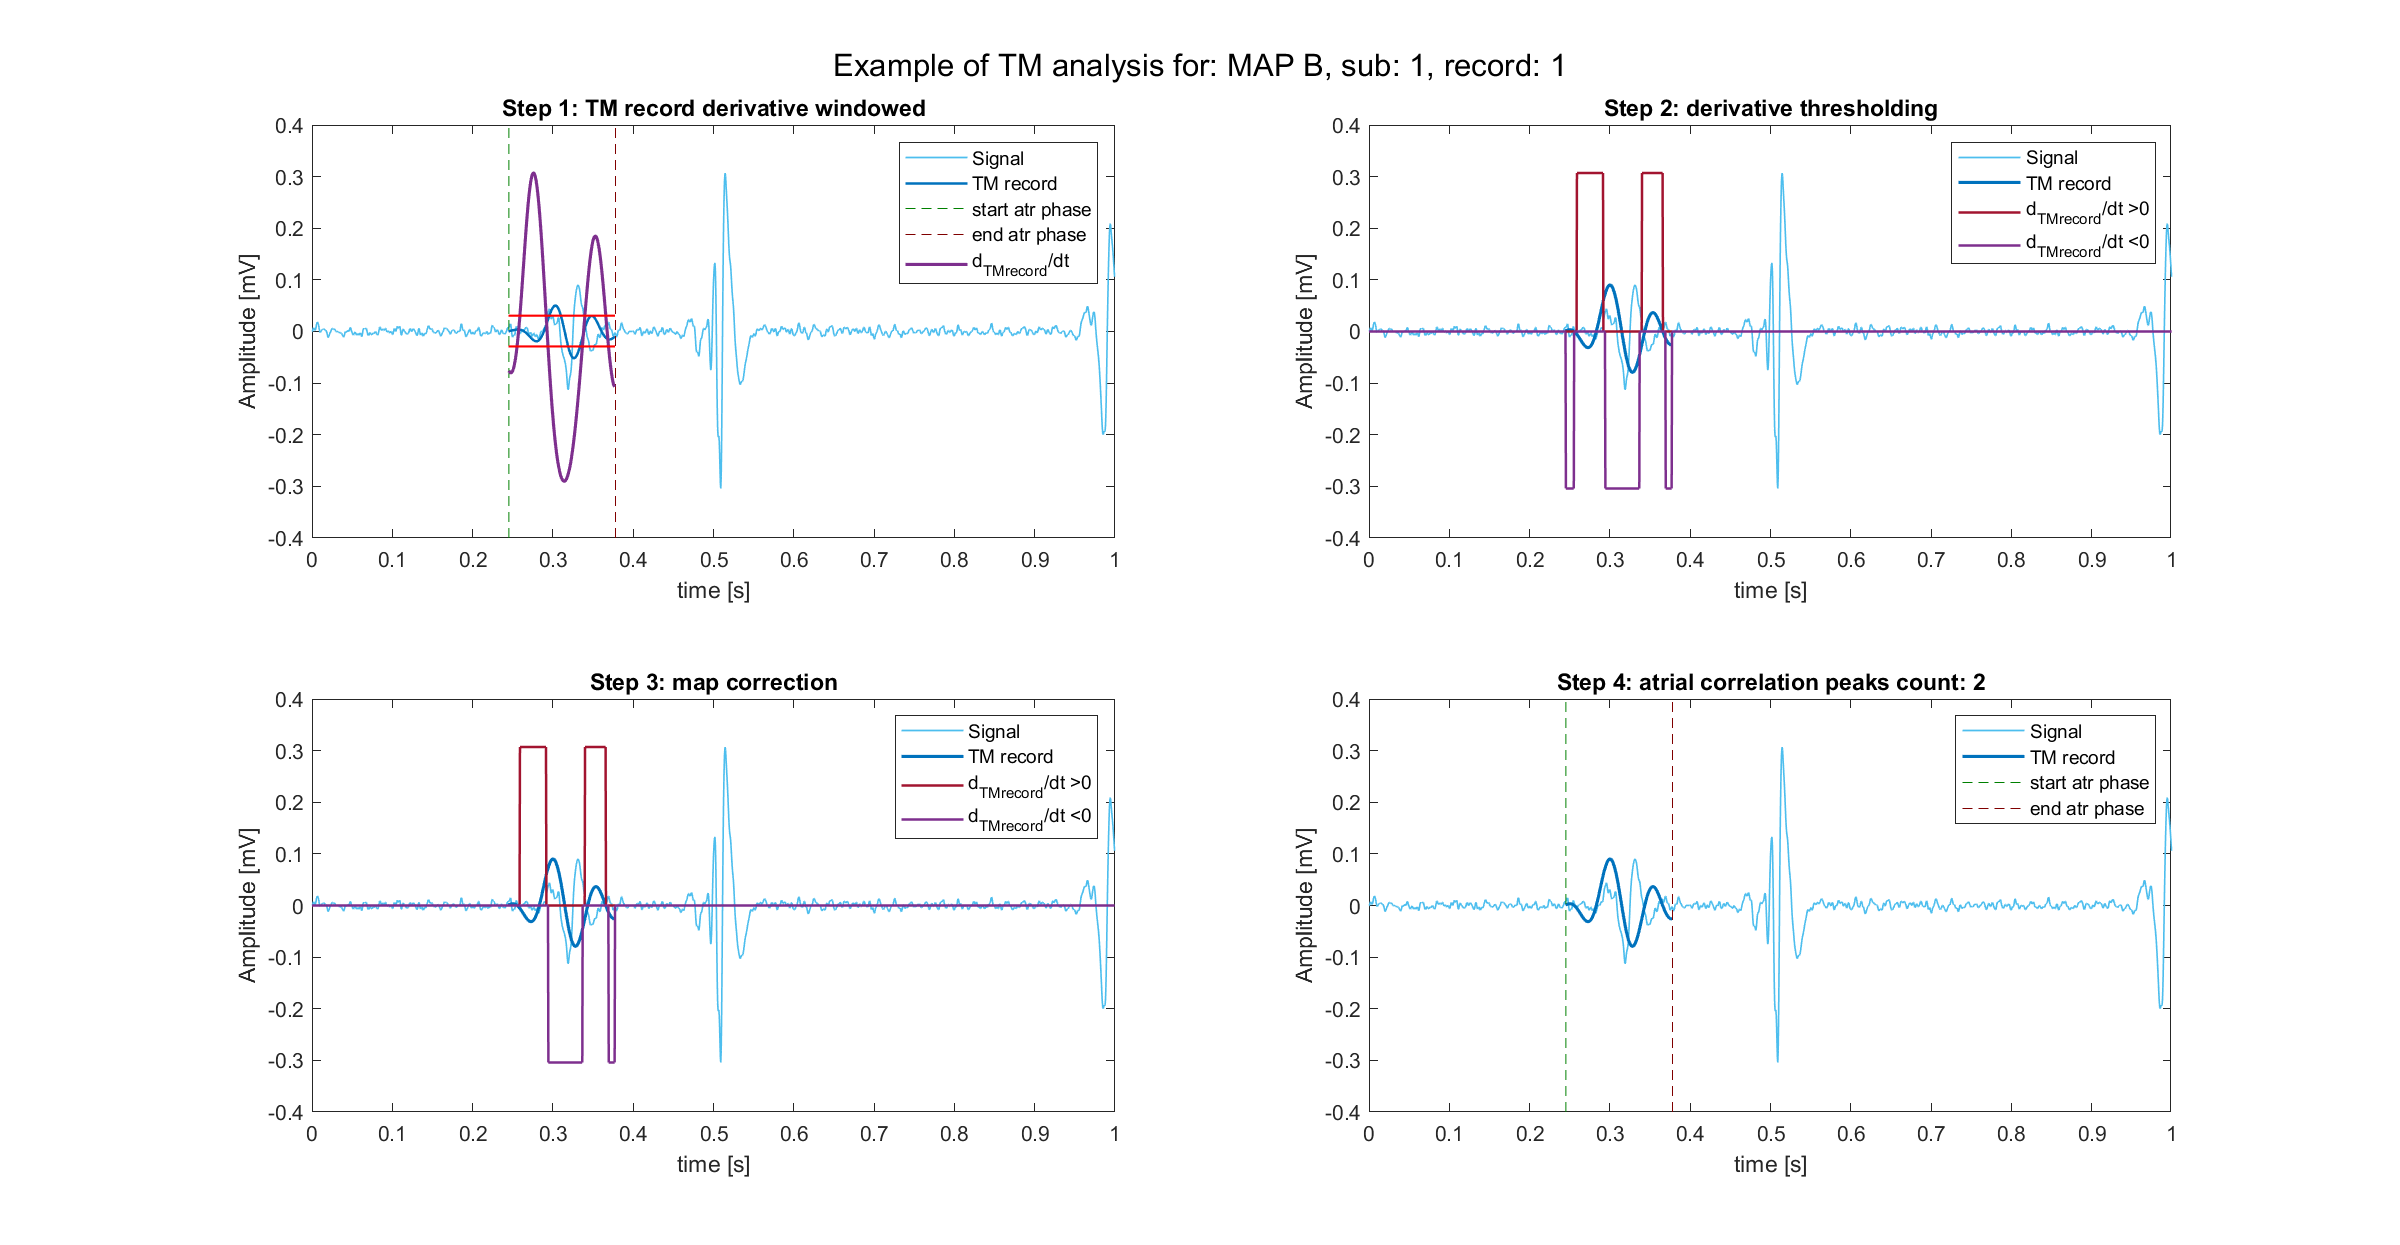 Example of TM analysis for: MAP B, sub: 1, record: 1
Step 1: TM record derivative windowed
0.4
0.3
0.2
0.1
0
-0.1
-0.2
-0.3
-0.4
Amplitude [mV]
0 0.1 0.2 0.3 0.4 0.5 0.6 0.7 0.8 0.9 1
time [s]
Signal
TM record
start atr phase
end atr phase
dTMrecord/dt
Step 2: derivative thresholding
0.4
0.3
0.2
0.1
0
-0.1
-0.2
-0.3
-0.4
Amplitude [mV]
0 0.1 0.2 0.3 0.4 0.5 0.6 0.7 0.8 0.9 1
time [s]
Signal
TM record
dTMrecord/dt >0
dTMrecord/dt <0
Step 3: map correction
0.4
0.3
0.2
0.1
0
-0.1
-0.2
-0.3
-0.4
Amplitude [mV]
0 0.1 0.2 0.3 0.4 0.5 0.6 0.7 0.8 0.9 1
time [s]
Signal
TM record
dTMrecord/dt >0
dTMrecord/dt <0
Step 4: atrial correlation peaks count: 2
0.4
0.3
0.2
0.1
0
-0.1
-0.2
-0.3
-0.4
Amplitude [mV]
0 0.1 0.2 0.3 0.4 0.5 0.6 0.7 0.8 0.9 1
time [s]
Signal
TM record
start atr phase
end atr phase